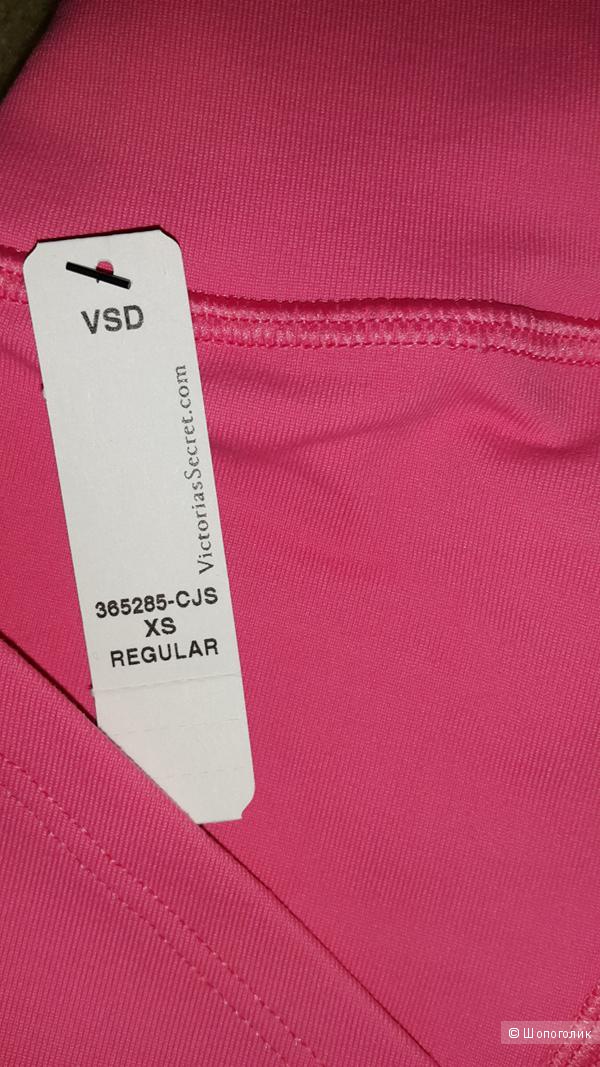 VSD
VictoriasSecret.com
365285-CJS
XS
REGULAR
© Шопоголик